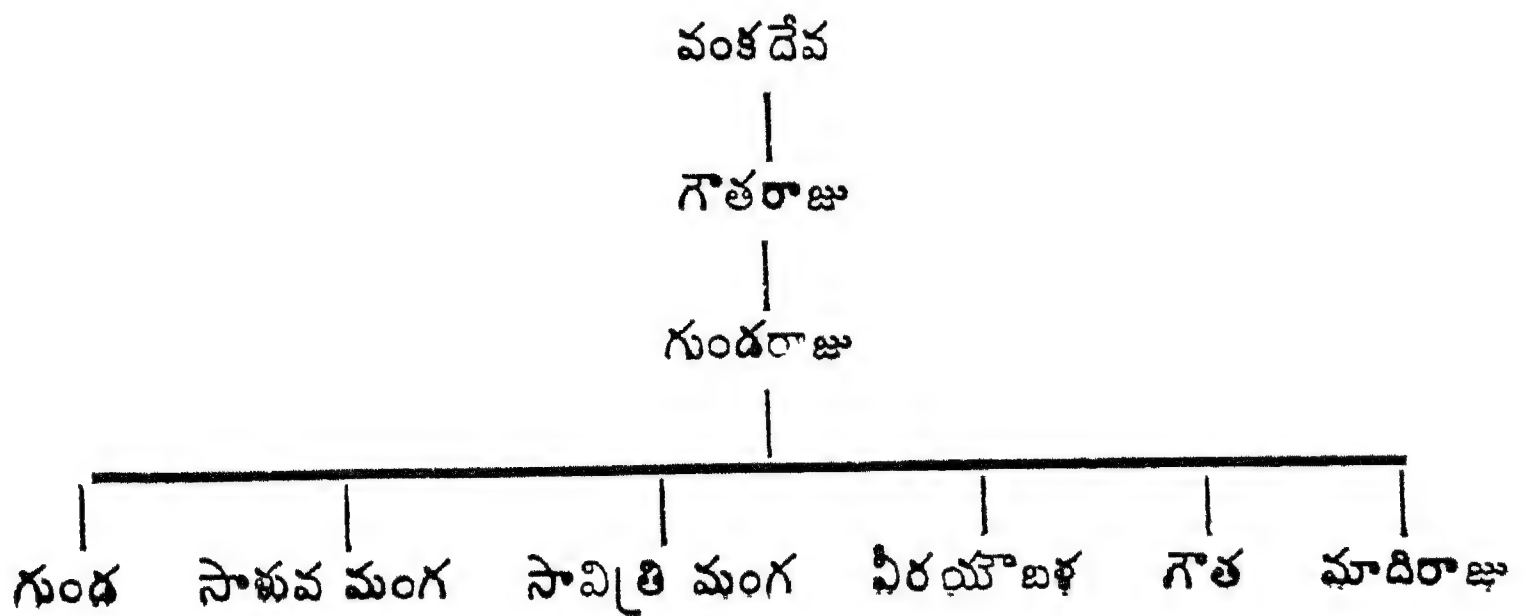 వంకదేవ
గౌతరాజు
గుండరాజు
గుండ సాళువ మంగ సావిత్రి మంగ వీరయౌబళ గౌత మాదిరాజు